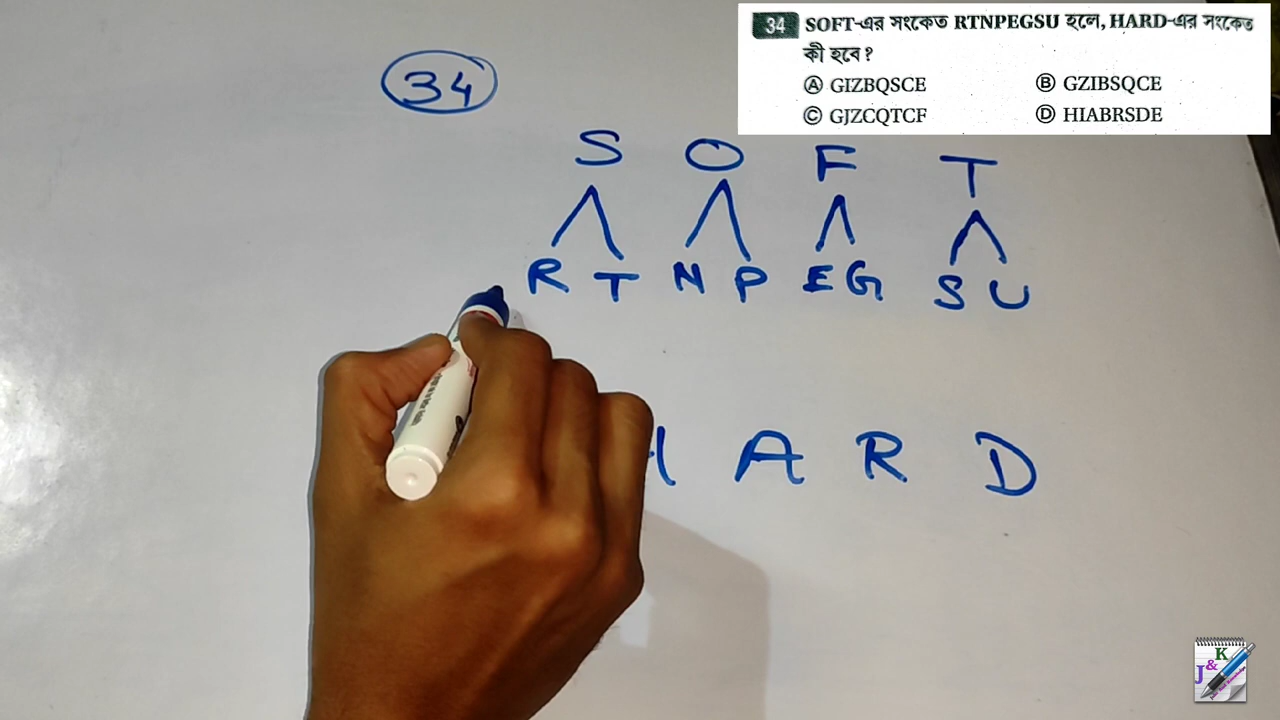 34 SOFT-এর সংকেত RTNPEGSU হলে, HARD-এর সংকেত
কী হবে?
Ⓐ GIZBQSCE Ⓑ GZIBSQCE
Ⓒ GJZCQTCF Ⓓ HIABRSDE
34
S O F T
R T N P E G S U
A R D
J&K